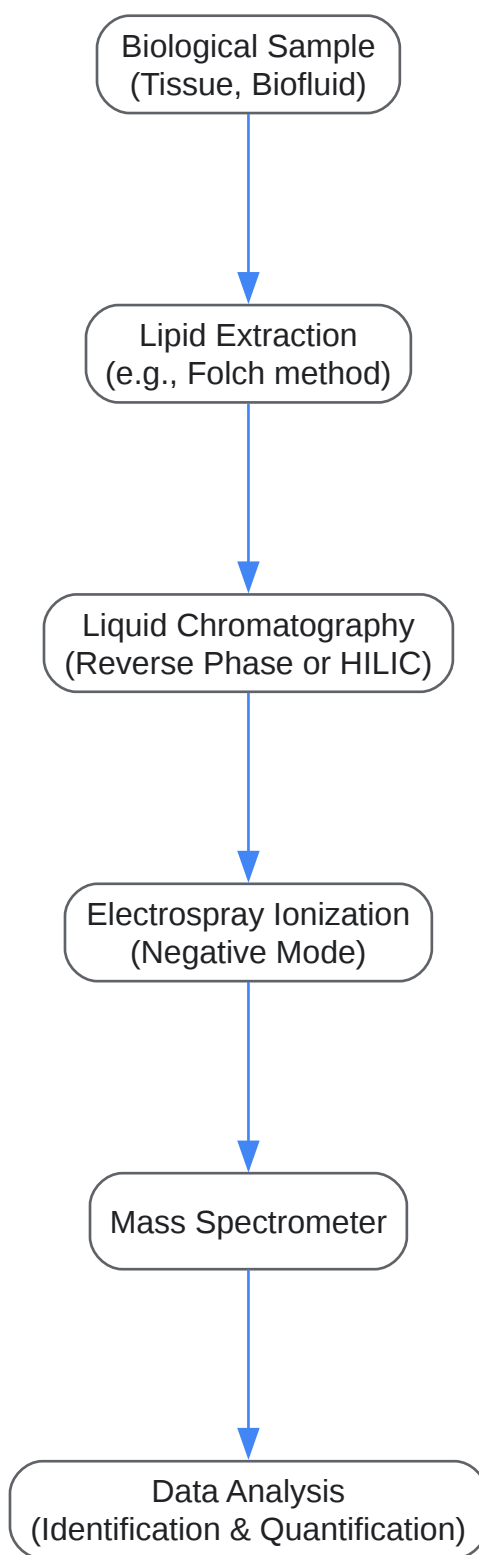 Biological Sample
(Tissue, Biofluid)
Lipid Extraction
(e.g., Folch method)
Liquid Chromatography
(Reverse Phase or HILIC)
Electrospray Ionization
(Negative Mode)
Mass Spectrometer
Data Analysis
(Identification & Quantification)